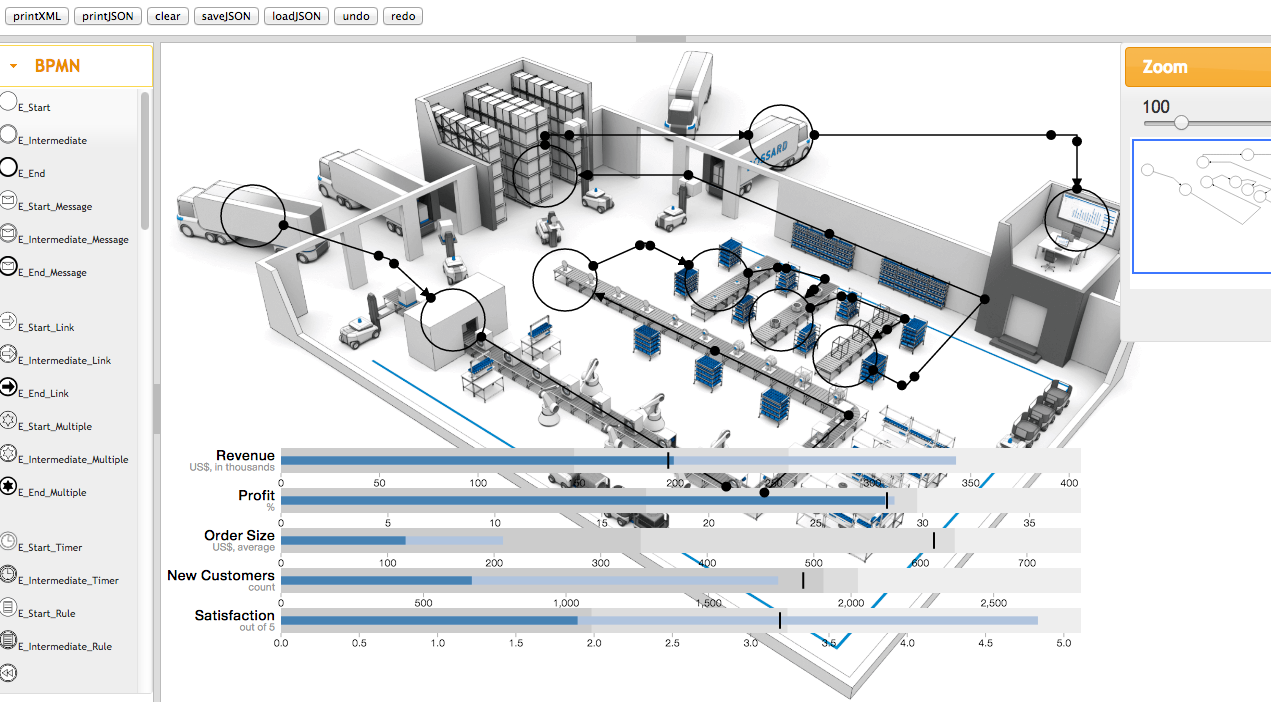 printXML printJSON clear saveJSON loadJSON undo redo
BPMN
E_Start
E_Intermediate
E_End
E_Start_Message
E_Intermediate_Message
E_End_Message
E_Start_Link
E_Intermediate_Link
E_End_Link
E_Start_Multiple
E_Intermediate_Multiple
E_End_Multiple
E_Start_Timer
E_Intermediate_Timer
E_Start_Rule
E_Intermediate_Rule
OSSARD
Zoom
100
Revenue
US$, in thousands
0 50 100 150 200 250 300 350 400
Profit
%
0 5 10 15 20 25 30 35
Order Size
US$, average
0 100 200 300 400 500 600 700
New Customers
count
0 500 1,000 1,500 2,000 2,500
Satisfaction
out of 5
0.0 0.5 1.0 1.5 2.0 2.5 3.0 3.5 4.0 4.5 5.0